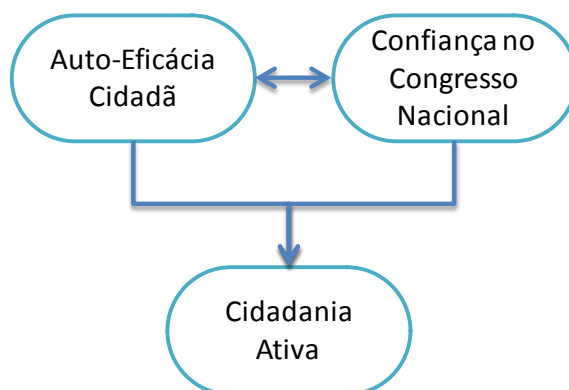 Auto-Eficácia
Cidadã
Confiança no
Congresso
Nacional
Cidadania
Ativa